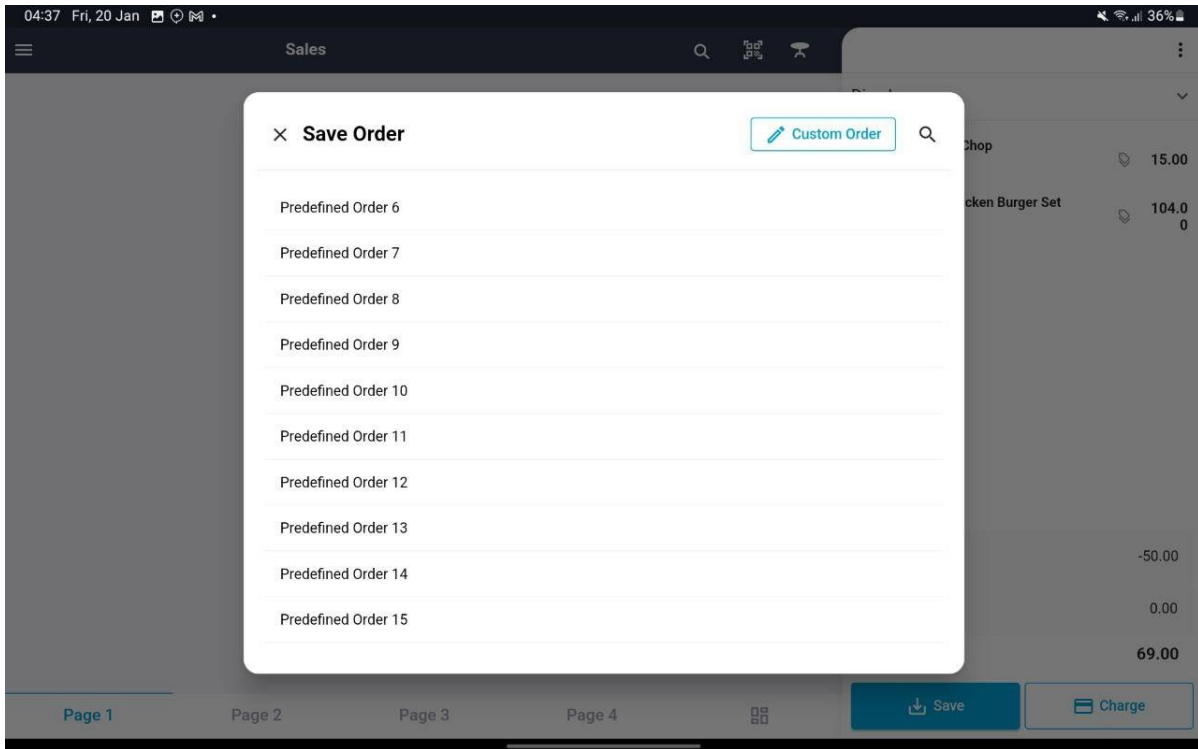 04:37 Fri, 20 Jan
36%
Sales
Save Order
Custom Order
Chop
15.00
cken Burger Set
104.0
0
Predefined Order 6
Predefined Order 7
Predefined Order 8
Predefined Order 9
Predefined Order 10
Predefined Order 11
Predefined Order 12
Predefined Order 13
Predefined Order 14
Predefined Order 15
-50.00
0.00
69.00
Page 1
Page 2
Page 3
Page 4
Save
Charge